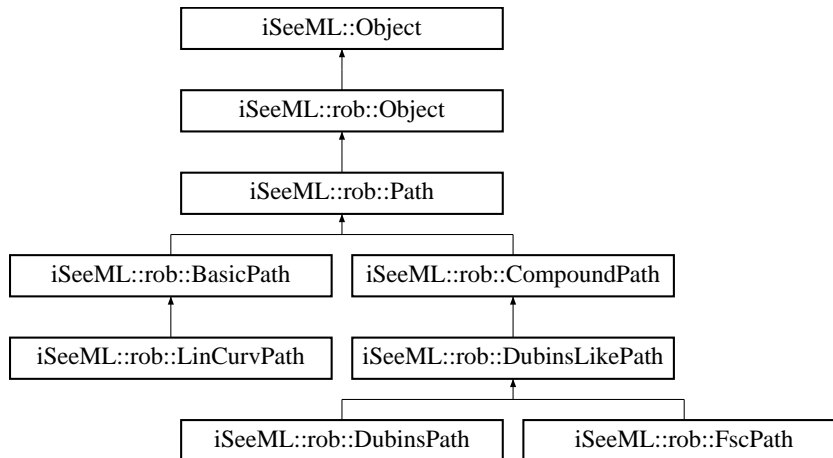 iSeeML::Object
iSeeML::rob::Object
iSeeML::rob::Path
iSeeML::rob::BasicPath
iSeeML::rob::CompoundPath
iSeeML::rob::LinCurvPath
iSeeML::rob::DubinsLikePath
iSeeML::rob::DubinsPath
iSeeML::rob::FscPath